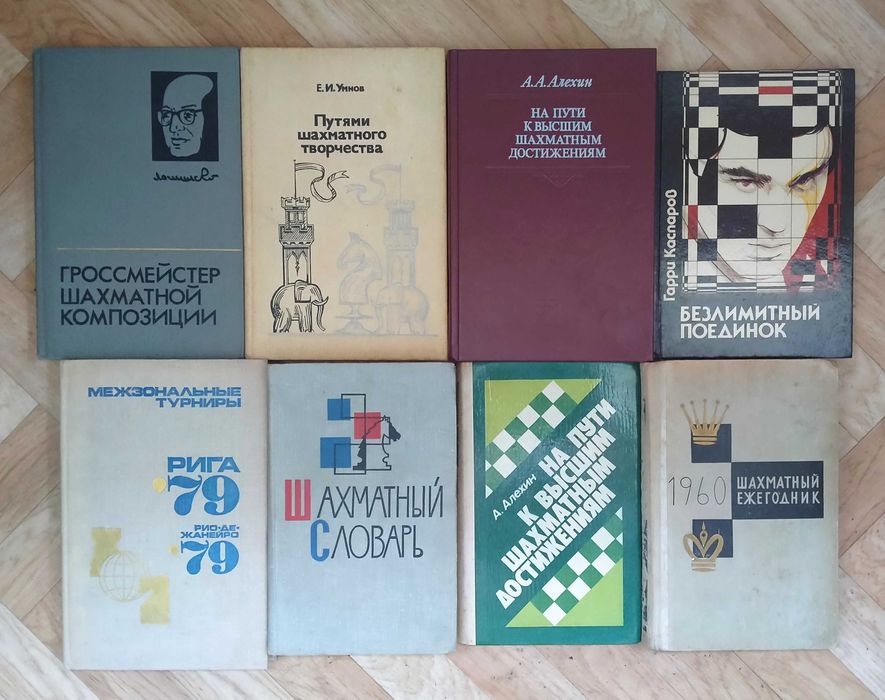 ГРОССМЕЙСТЕР
ШАХМАТНОЙ
КОМПОЗИЦИИ
Е.И. Умнов
Путями
шахматного
творчества
А.А.Алехин
НА ПУТИ
К ВЫСШИМ
ШАХМАТНЫМ
ДОСТИЖЕНИЯМ
Гарри Каспаров
БЕЗЛИМИТНЫЙ
ПОЕДИНОК
МЕЖЗОНАЛЬНЫЕ
ТУРНИРЫ
РИГА
'79
РИО-ДЕ-
ЖАНЕЙРО
'79
ШАХМАТНЫЙ
СЛОВАРЬ
А. Алехин
НА ПУТИ
К ВЫСШИМ
ШАХМАТНЫМ
ДОСТИЖЕНИЯМ
1960
ШАХМАТНЫЙ
ЕЖЕГОДНИК